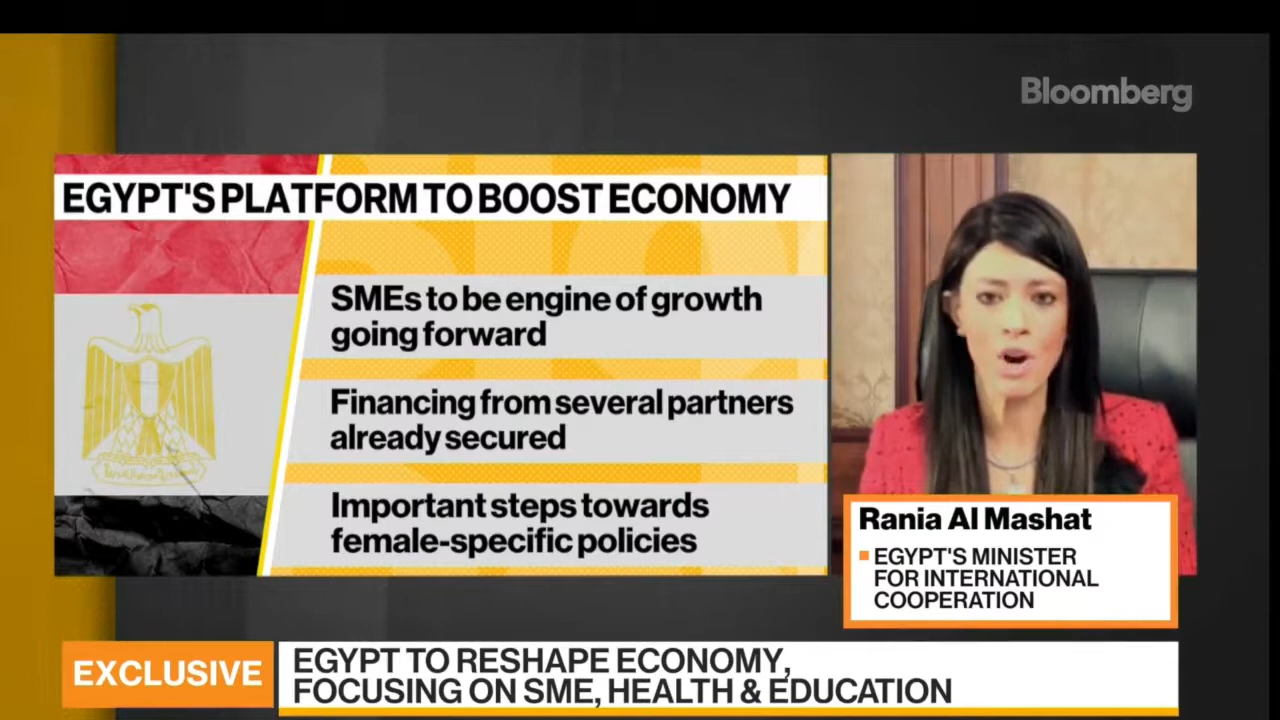 Bloomberg
EGYPT'S PLATFORM TO BOOST ECONOMY
SMEs to be engine of growth
going forward
Financing from several partners
already secured
Important steps towards
female-specific policies
Rania Al Mashat
EGYPT'S MINISTER
FOR INTERNATIONAL
COOPERATION
EXCLUSIVE
EGYPT TO RESHAPE ECONOMY,
FOCUSING ON SME, HEALTH & EDUCATION